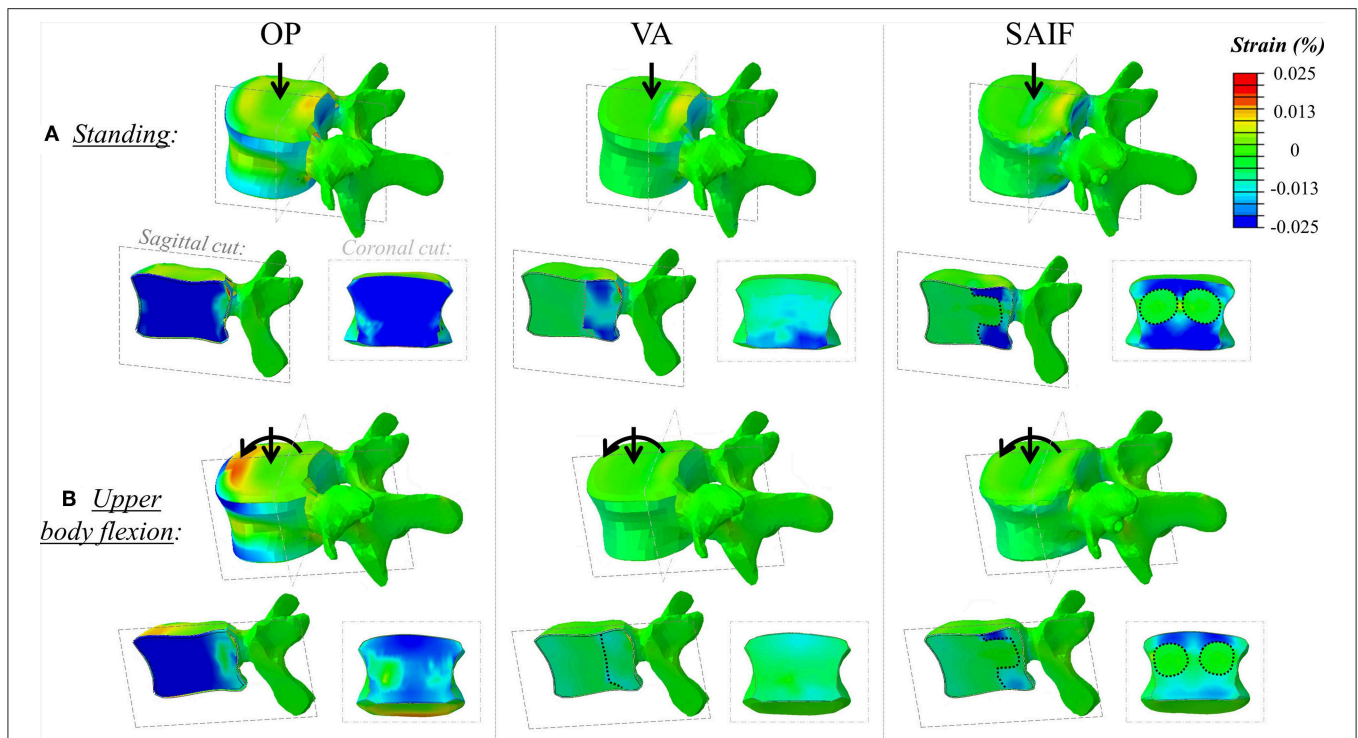 OP
VA
SAIF
Strain (%)
0.025
0.013
0
-0.013
-0.025
A Standing:
Sagittal cut:
Coronal cut:
B Upper
body flexion: